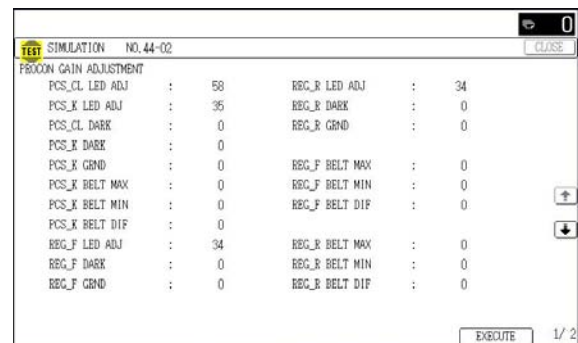 0
TEST SIMULATION NO.44-02 CLOSE
PROCON GAIN ADJUSTMENT
PCS_CL LED ADJ : 58 REG_R LED ADJ : 34
PCS_K LED ADJ : 35 REG_R DARK : 0
PCS_CL DARK : 0 REG_R GRND : 0
PCS_K DARK : 0
PCS_K GRND : 0 REG_F BELT MAX : 0
PCS_K BELT MAX : 0 REG_F BELT MIN : 0
PCS_K BELT MIN : 0 REG_F BELT DIF : 0
PCS_K BELT DIF : 0
REG_F LED ADJ : 34 REG_R BELT MAX : 0
REG_F DARK : 0 REG_R BELT MIN : 0
REG_F GRND : 0 REG_R BELT DIF : 0
EXECUTE 1/2